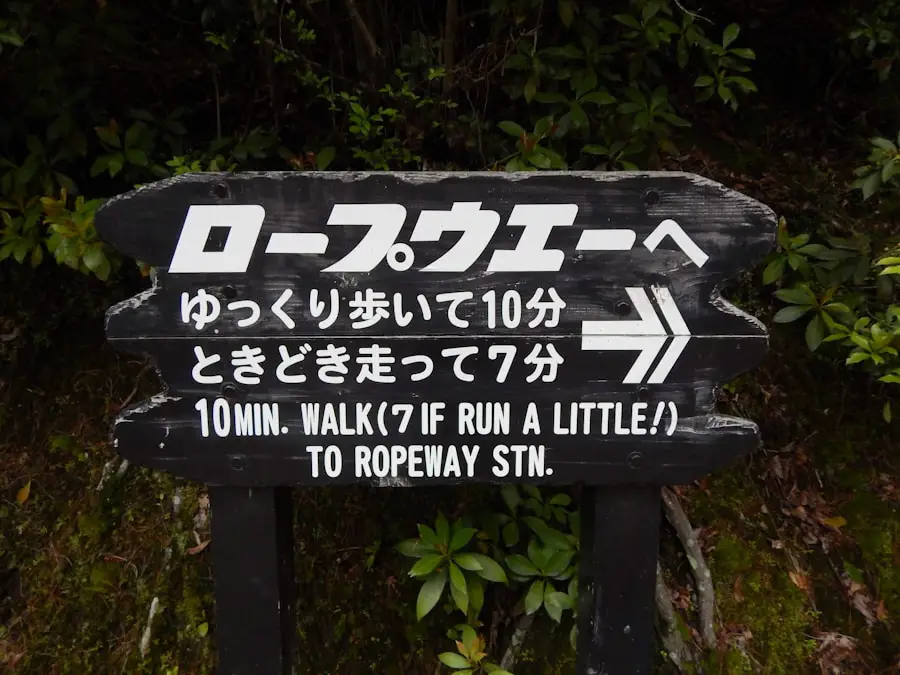 ロープウエーへ
ゆっくり歩いて10分
ときどき走って7分
10MIN. WALK(7 IF RUN A LITTLE!)
TO ROPEWAY STN.